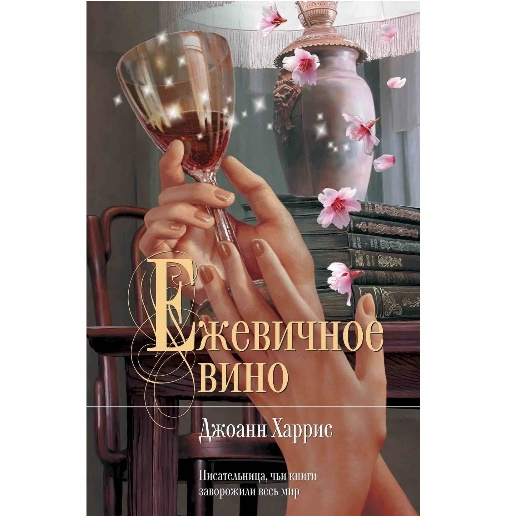 Ежевичное
вино
Джоанн Харрис
Писательница, чьи книги
заворожили весь мир